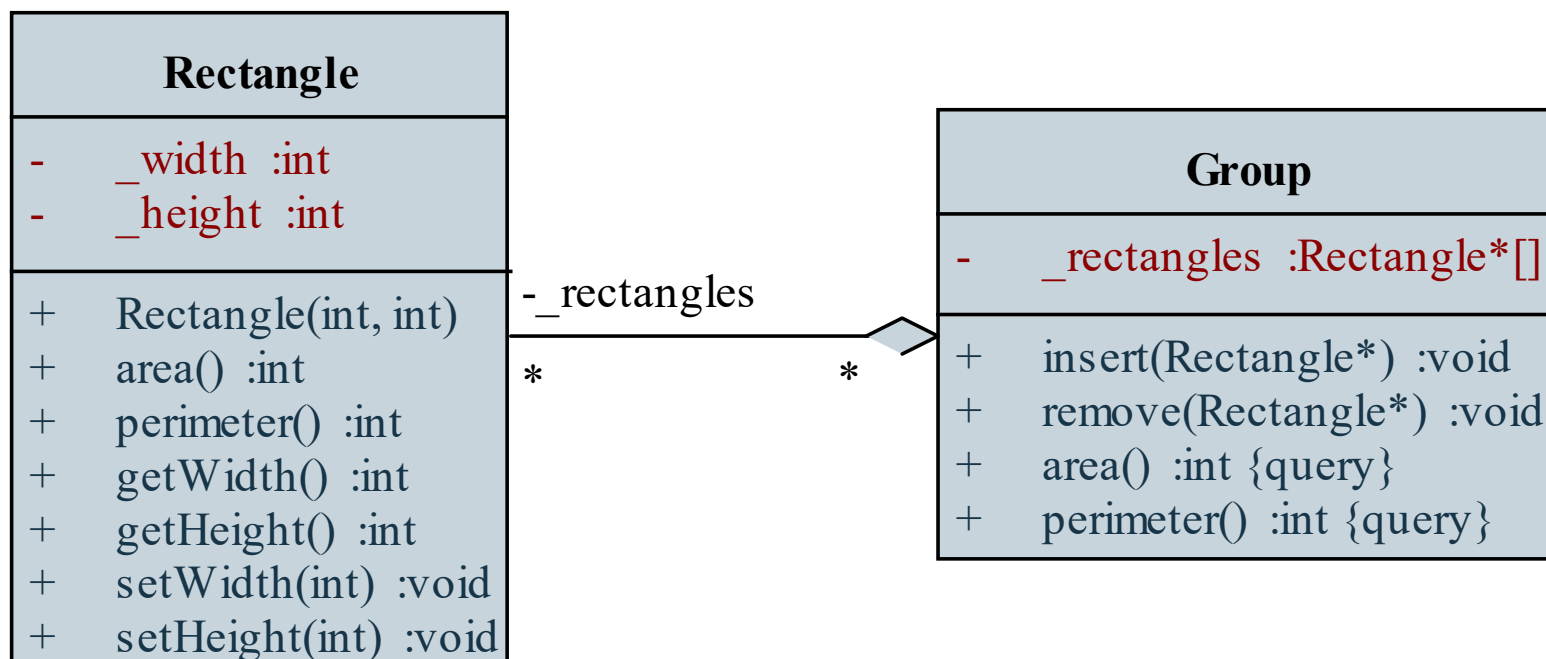 Rectangle
- _width :int
- _height :int
+ Rectangle(int, int)
+ area() :int
+ perimeter() :int
+ getWidth() :int
+ getHeight() :int
+ setWidth(int) :void
+ setHeight(int) :void
-_rectangles
* *
Group
- _rectangles :Rectangle*[]
+ insert(Rectangle*) :void
+ remove(Rectangle*) :void
+ area() :int {query}
+ perimeter() :int {query}